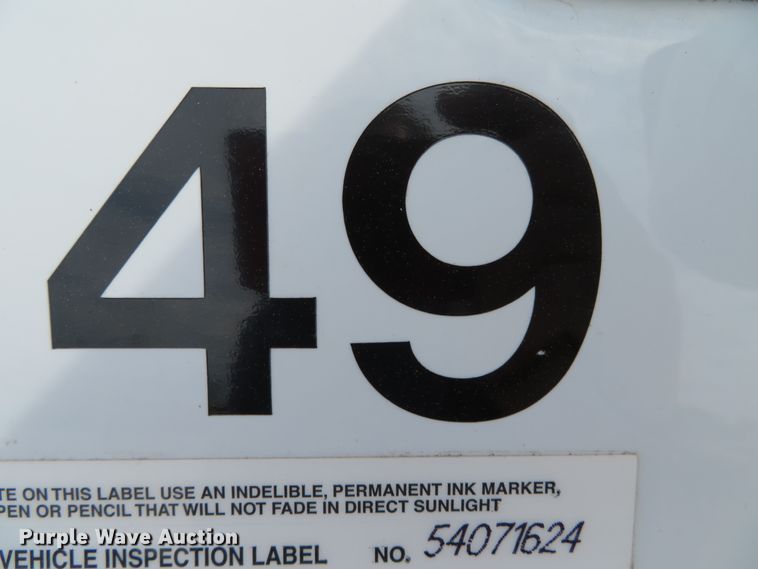 49
TE ON THIS LABEL USE AN INDELIBLE, PERMANENT INK MARKER,
PEN OR PENCIL THAT WILL NOT FADE IN DIRECT SUNLIGHT
Purple Wave Auction
VEHICLE INSPECTION LABEL NO. 54071624